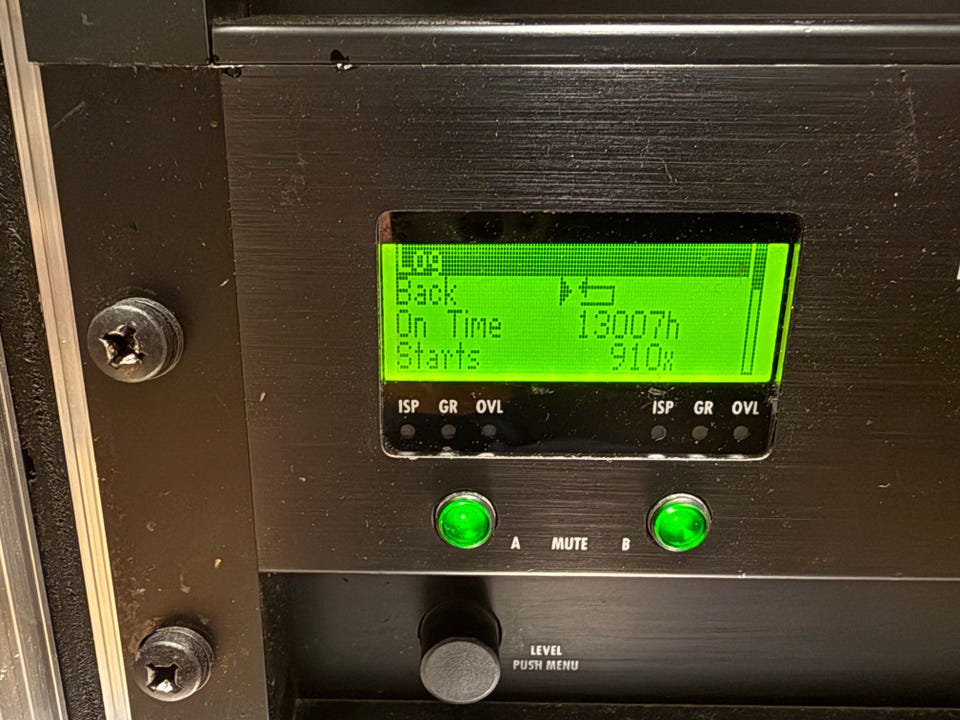 Log
Back
On Time 13007h
Starts 910x
ISP GR OVL ISP GR OVL
A MUTE B
LEVEL
PUSH MENU